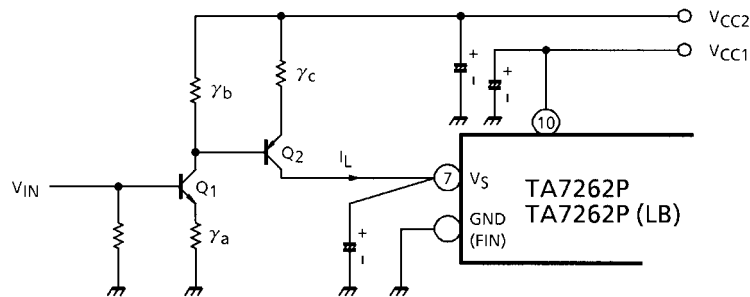 VCC2
VCC1
γb
γc
10
Q2
IL
VIN
Q1
7
VS
TA7262P
TA7262P (LB)
GND
(FIN)
γa
+
+
+